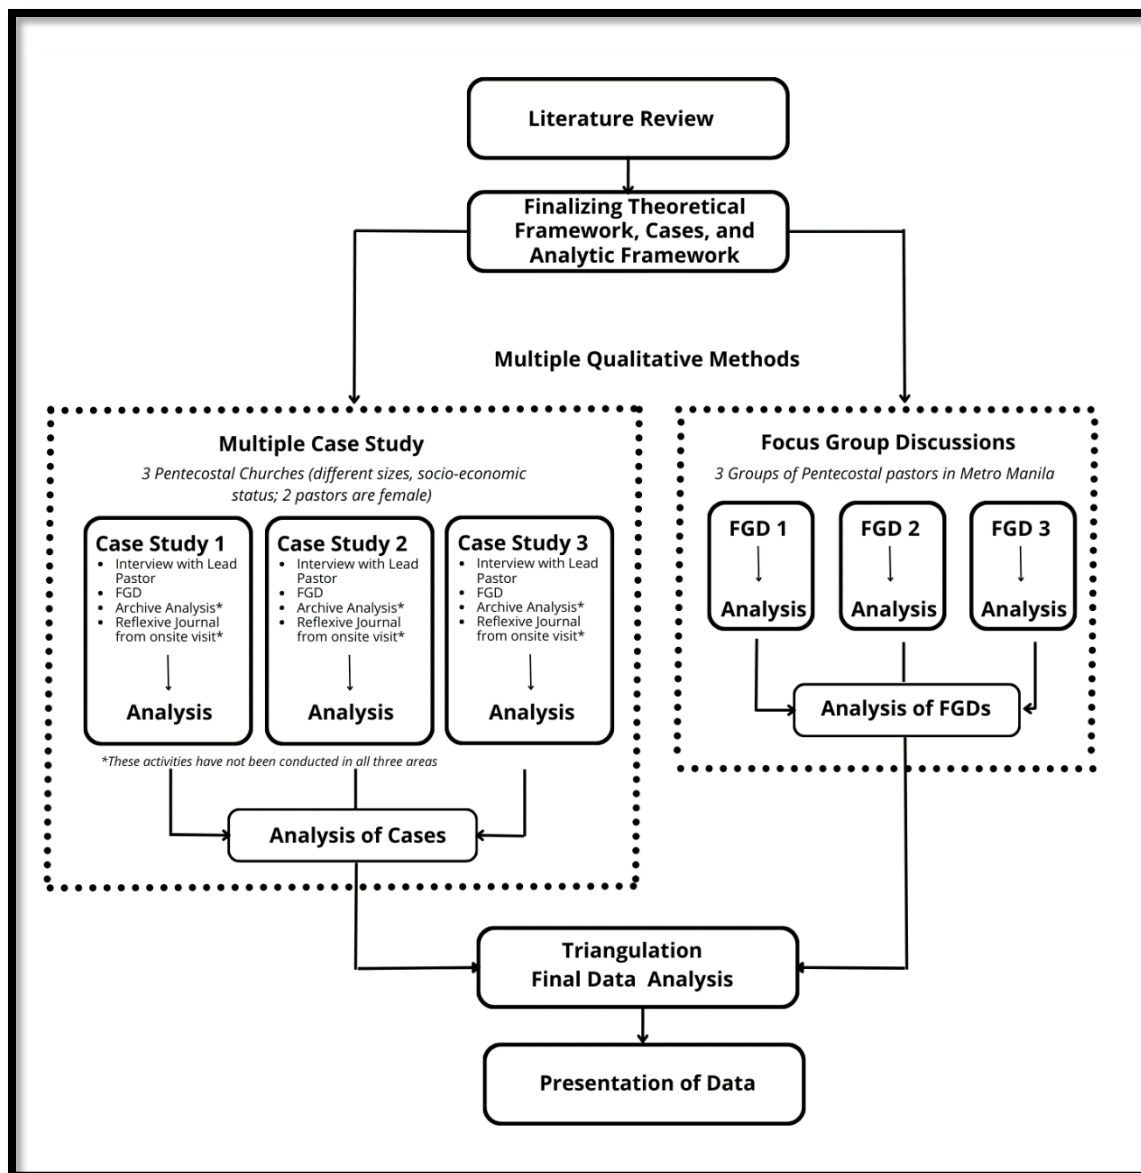 Literature Review
Finalizing Theoretical
Framework, Cases, and
Analytic Framework
Multiple Qualitative Methods
Multiple Case Study
3 Pentecostal Churches (different sizes, socio-economic
status; 2 pastors are female)
Case Study 1
• Interview with Lead
Pastor
• FGD
• Archive Analysis*
• Reflexive Journal
from onsite visit*
Analysis
Case Study 2
• Interview with Lead
Pastor
• FGD
• Archive Analysis*
• Reflexive Journal
from onsite visit*
Analysis
Case Study 3
• Interview with Lead
Pastor
• FGD
• Archive Analysis*
• Reflexive Journal
from onsite visit*
Analysis
*These activities have not been conducted in all three areas
Analysis of Cases
Focus Group Discussions
3 Groups of Pentecostal pastors in Metro Manila
FGD 1
Analysis
FGD 2
Analysis
FGD 3
Analysis
Analysis of FGDs
Triangulation
Final Data Analysis
Presentation of Data